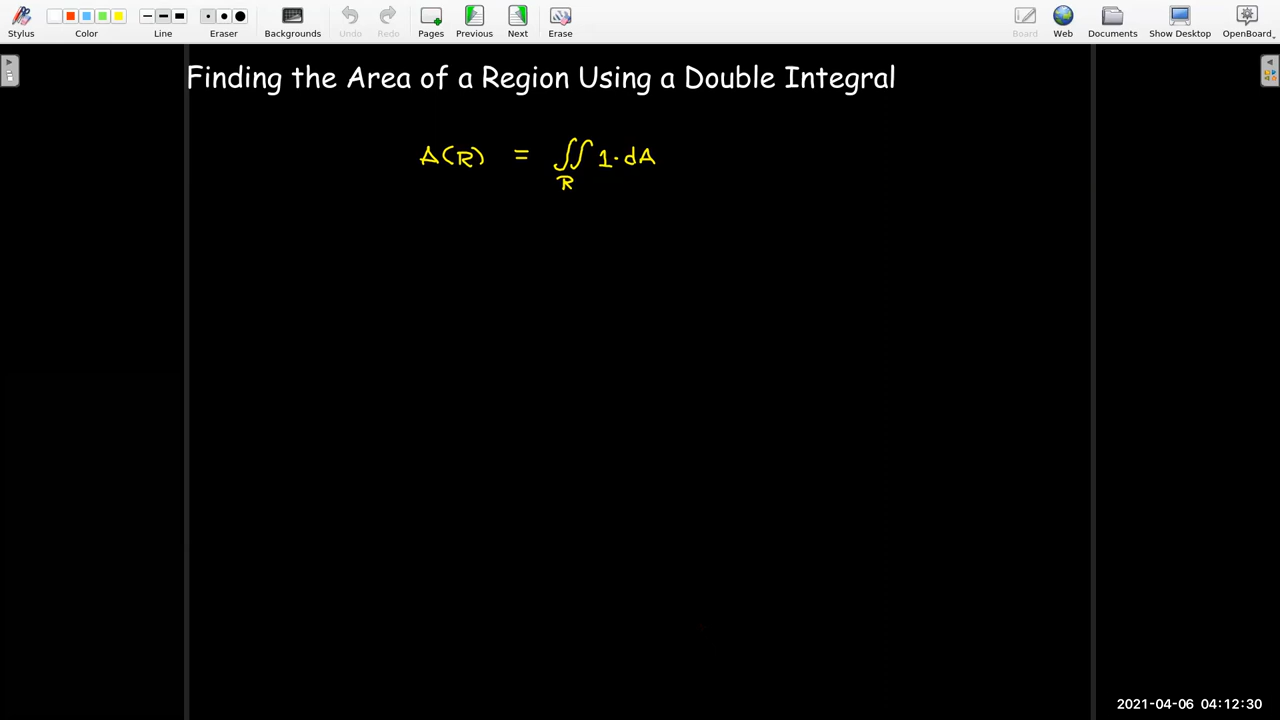 Stylus Color Line Eraser Backgrounds Undo Redo Pages Previous Next Erase Board Web Documents Show Desktop OpenBoard
Finding the Area of a Region Using a Double Integral
A(R) = ∬ 1·dA
R
2021-04-06 04:12:30